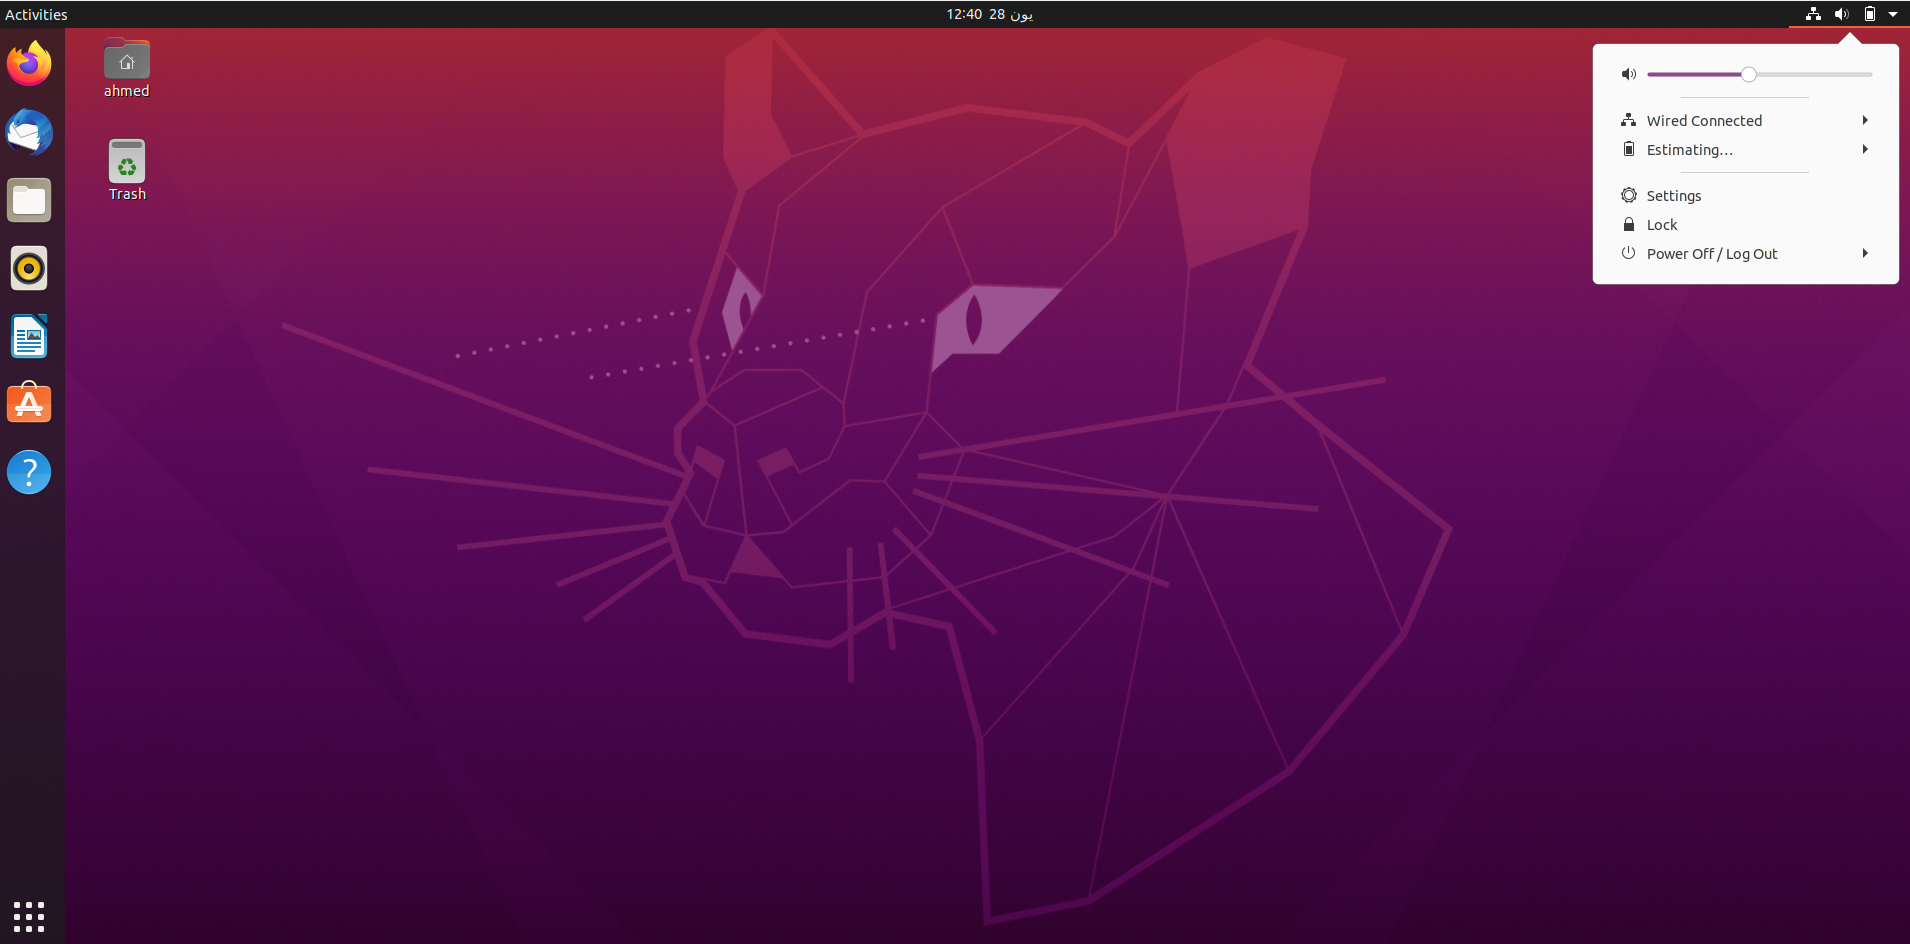 Activities
12:40 28 يون
ahmed
Trash
Wired Connected
Estimating…
Settings
Lock
Power Off / Log Out